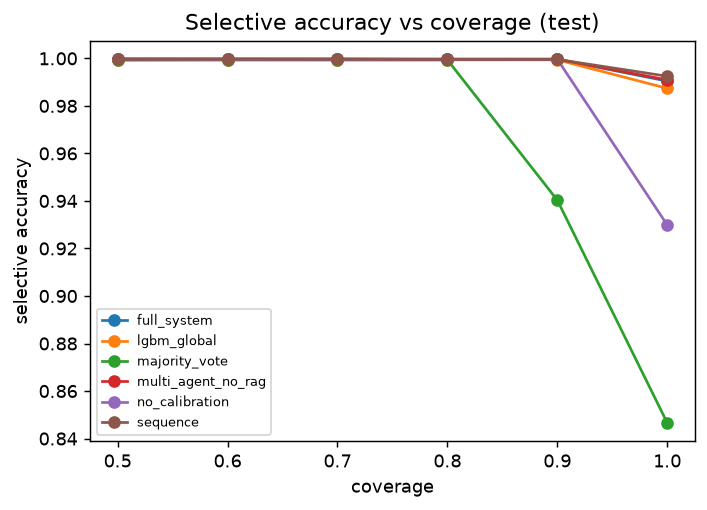 Selective accuracy vs coverage (test)
selective accuracy
1.00
0.98
0.96
0.94
0.92
0.90
0.88
0.86
0.84
full_system
lgbm_global
majority_vote
multi_agent_no_rag
no_calibration
sequence
0.5 0.6 0.7 0.8 0.9 1.0
coverage